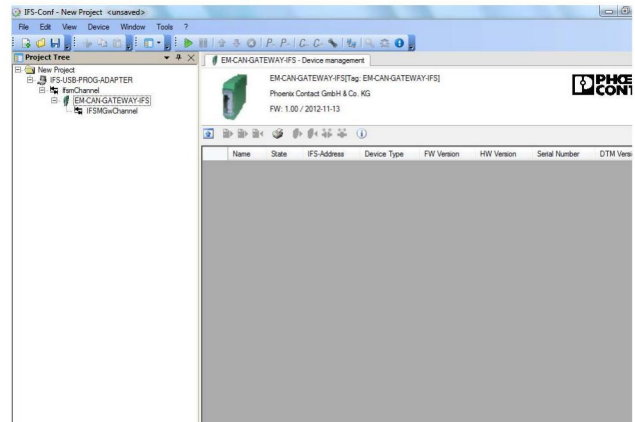 IFS-Conf - New Project <unsaved>
File Edit View Device Window Tools ?
Project Tree
New Project
IFS-USB-PROG-ADAPTER
IfsmChannel
EM-CAN-GATEWAY-IFS
IFSMGwChannel
EM-CAN-GATEWAY-IFS - Device management
EM-CAN-GATEWAY-IFS[Tag: EM-CAN-GATEWAY-IFS]
Phoenix Contact GmbH & Co. KG
FW: 1.00 / 2012-11-13
PHŒ
CONT
Name State IFS-Address Device Type FW Version HW Version Serial Number DTM Versi